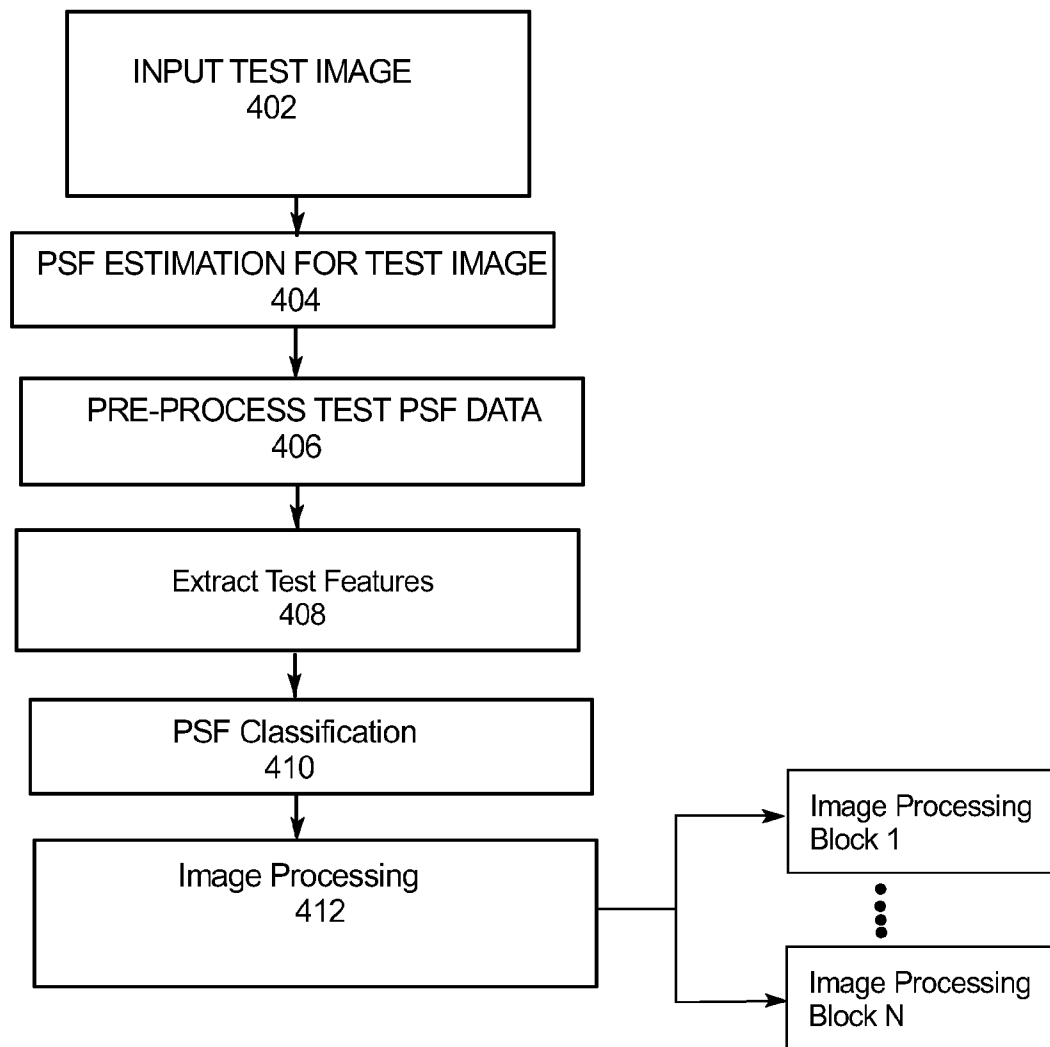 INPUT TEST IMAGE
402
PSF ESTIMATION FOR TEST IMAGE
404
PRE-PROCESS TEST PSF DATA
406
Extract Test Features
408
PSF Classification
410
Image Processing
412
Image Processing
Block 1
Image Processing
Block N